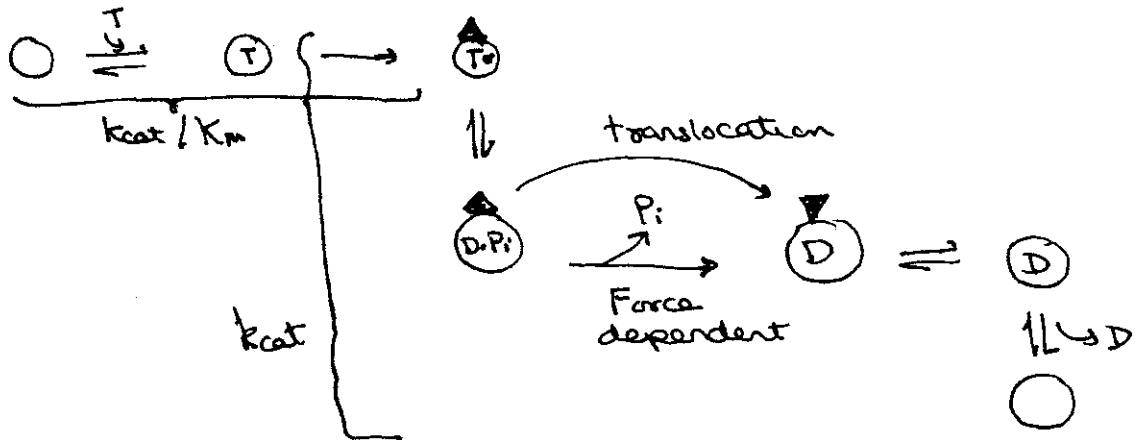 T
T
T•
kcat / Km
translocation
Pi
D.Pi
D
D
Force
dependent
kcat
D